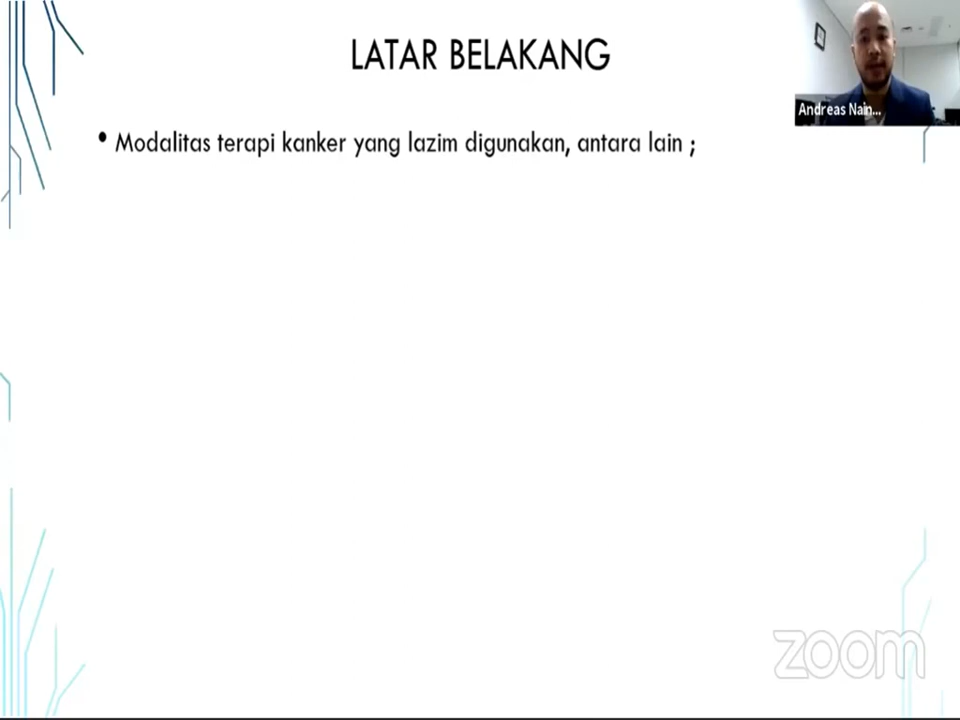 LATAR BELAKANG
• Modalitas terapi kanker yang lazim digunakan, antara lain ;
Andreas Nain...
zoom